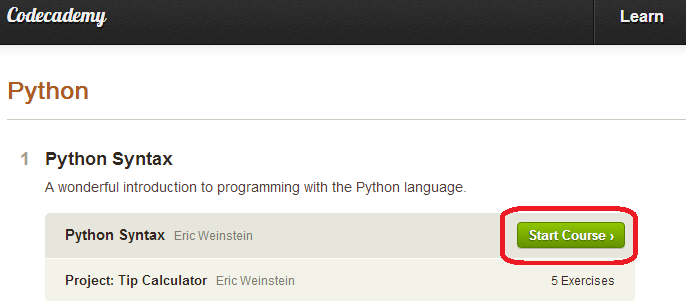 Codecademy Learn
Python
1 Python Syntax
A wonderful introduction to programming with the Python language.
Python Syntax Eric Weinstein Start Course ›
Project: Tip Calculator Eric Weinstein 5 Exercises